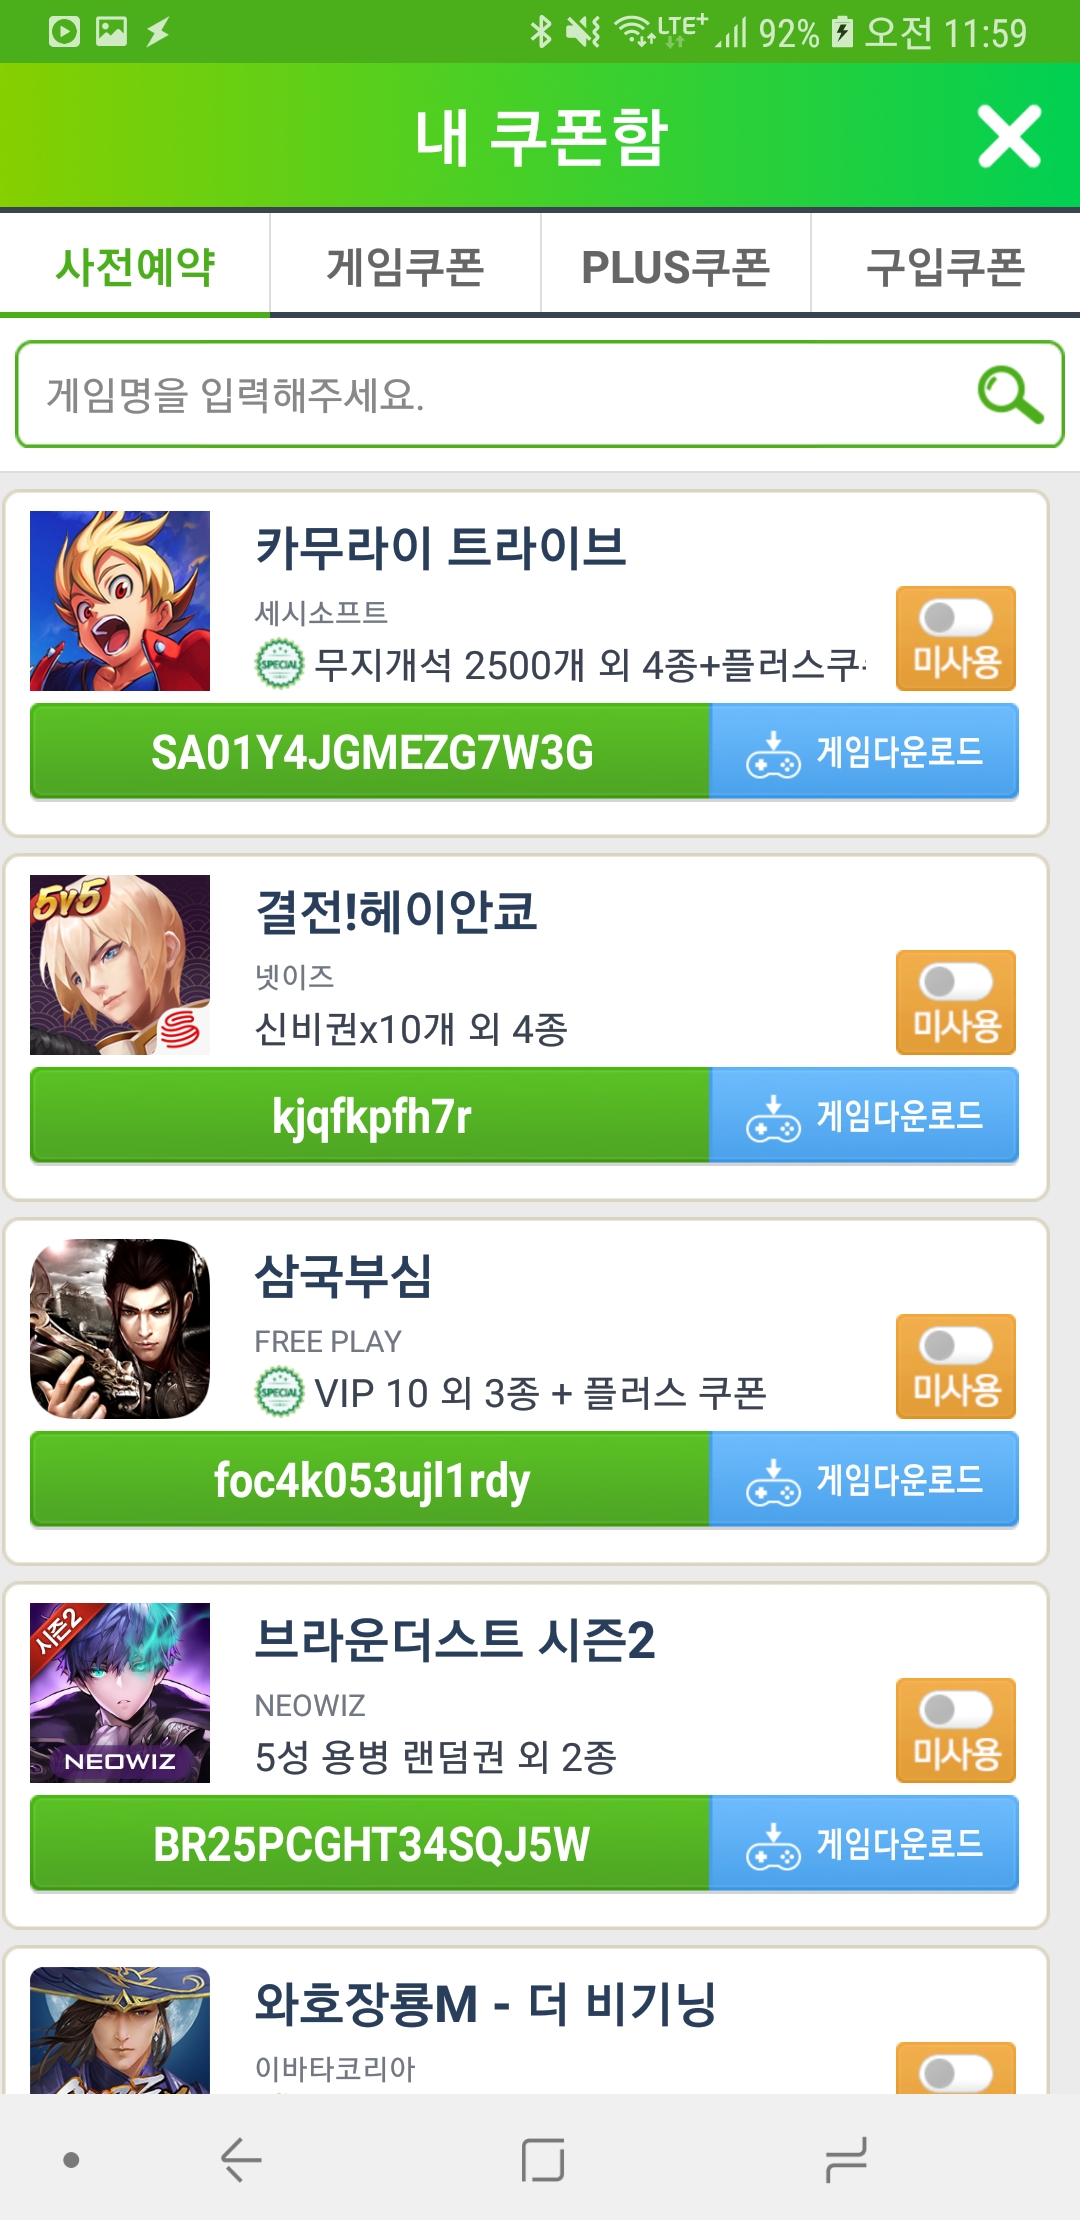 LTE+ 92% 오전 11:59
내 쿠폰함
사전예약 게임쿠폰 PLUS쿠폰 구입쿠폰
게임명을 입력해주세요.
카무라이 트라이브
세시소프트
SPECIAL 무지개석 2500개 외 4종+플러스쿠
미사용
SA01Y4JGMEZG7W3G 게임다운로드
5v5
결전!헤이안쿄
넷이즈
신비권x10개 외 4종
미사용
kjqfkpfh7r 게임다운로드
삼국부심
FREE PLAY
SPECIAL VIP 10 외 3종 + 플러스 쿠폰
미사용
foc4k053ujl1rdy 게임다운로드
시즌2
NEOWIZ
브라운더스트 시즌2
NEOWIZ
5성 용병 랜덤권 외 2종
미사용
BR25PCGHT34SQJ5W 게임다운로드
와호장룡M - 더 비기닝
이바타코리아